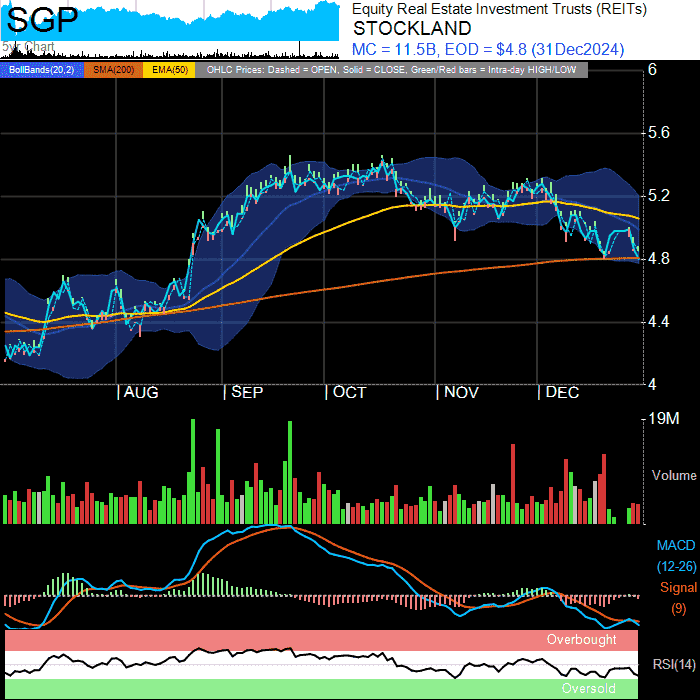 SGP
5yr Chart
Equity Real Estate Investment Trusts (REITs)
STOCKLAND
MC = 11.5B, EOD = $4.8 (31Dec2024)
BollBands(20,2) SMA(200) EMA(50) OHLC Prices: Dashed = OPEN, Solid = CLOSE, Green/Red bars = Intra-day HIGH/LOW
6
5.6
5.2
4.8
4.4
4
AUG SEP OCT NOV DEC
19M
Volume
MACD
(12-26)
Signal
(9)
Overbought
RSI(14)
Oversold